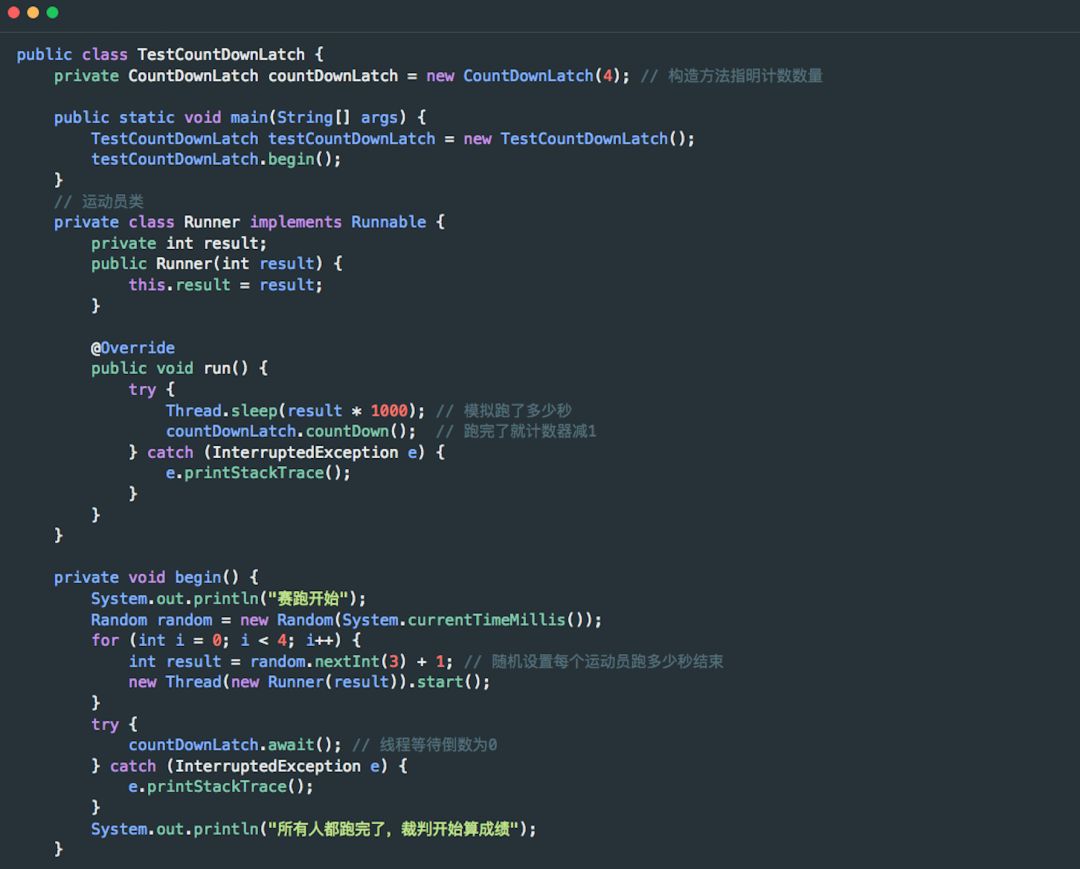 public class TestCountDownLatch {
    private CountDownLatch countDownLatch = new CountDownLatch(4); // 构造方法指明计数数量

    public static void main(String[] args) {
        TestCountDownLatch testCountDownLatch = new TestCountDownLatch();
        testCountDownLatch.begin();
    }
    // 运动员类
    private class Runner implements Runnable {
        private int result;
        public Runner(int result) {
            this.result = result;
        }

        @Override
        public void run() {
            try {
                Thread.sleep(result * 1000); // 模拟跑了多少秒
                countDownLatch.countDown();  // 跑完了就计数器减1
            } catch (InterruptedException e) {
                e.printStackTrace();
            }
        }
    }

    private void begin() {
        System.out.println("赛跑开始");
        Random random = new Random(System.currentTimeMillis());
        for (int i = 0; i < 4; i++) {
            int result = random.nextInt(3) + 1; // 随机设置每个运动员跑多少秒结束
            new Thread(new Runner(result)).start();
        }
        try {
            countDownLatch.await(); // 线程等待倒数为0
        } catch (InterruptedException e) {
            e.printStackTrace();
        }
        System.out.println("所有人都跑完了，裁判开始算成绩");
    }